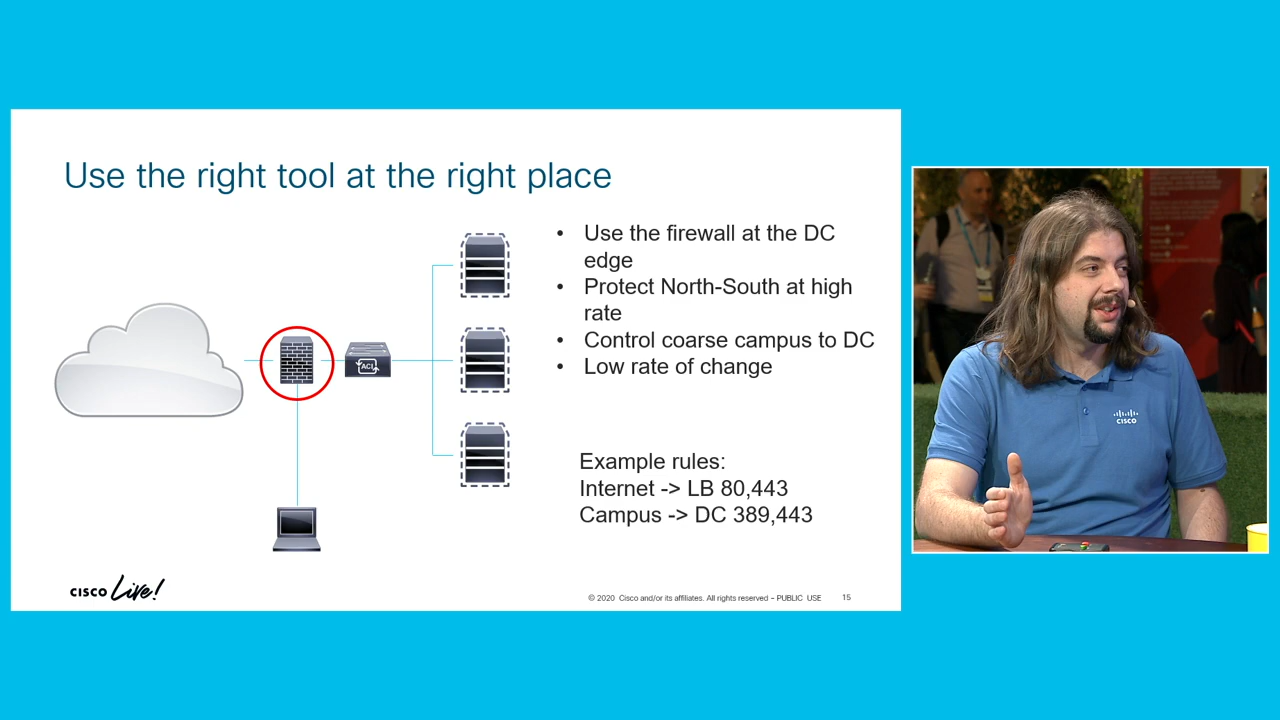 Use the right tool at the right place
• Use the firewall at the DC
edge
• Protect North-South at high
rate
• Control coarse campus to DC
• Low rate of change
ACI
Example rules:
Internet -> LB 80,443
Campus -> DC 389,443
CISCO Live!
© 2020 Cisco and/or its affiliates. All rights reserved – PUBLIC USE 15
CISCO